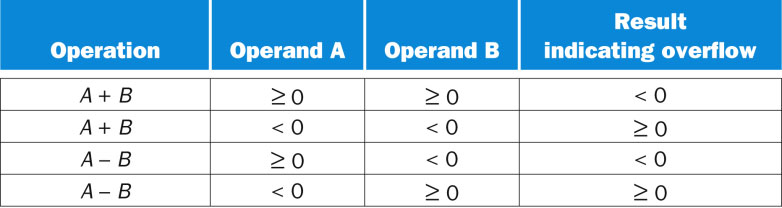 Operation Operand A Operand B Result indicating overflow
A + B ≥ 0 ≥ 0 < 0
A + B < 0 < 0 ≥ 0
A – B ≥ 0 < 0 < 0
A – B < 0 ≥ 0 ≥ 0